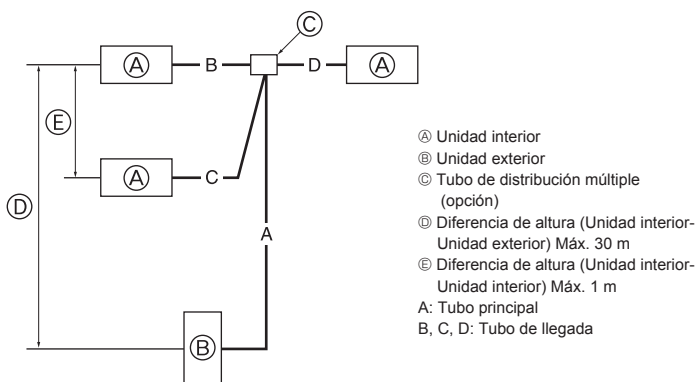 Ⓒ
Ⓐ B D Ⓐ
Ⓔ
Ⓐ C
Ⓓ
A
Ⓑ
Ⓐ Unidad interior
Ⓑ Unidad exterior
Ⓒ Tubo de distribución múltiple
(opción)
Ⓓ Diferencia de altura (Unidad interior-
Unidad exterior) Máx. 30 m
Ⓔ Diferencia de altura (Unidad interior-
Unidad interior) Máx. 1 m
A: Tubo principal
B, C, D: Tubo de llegada